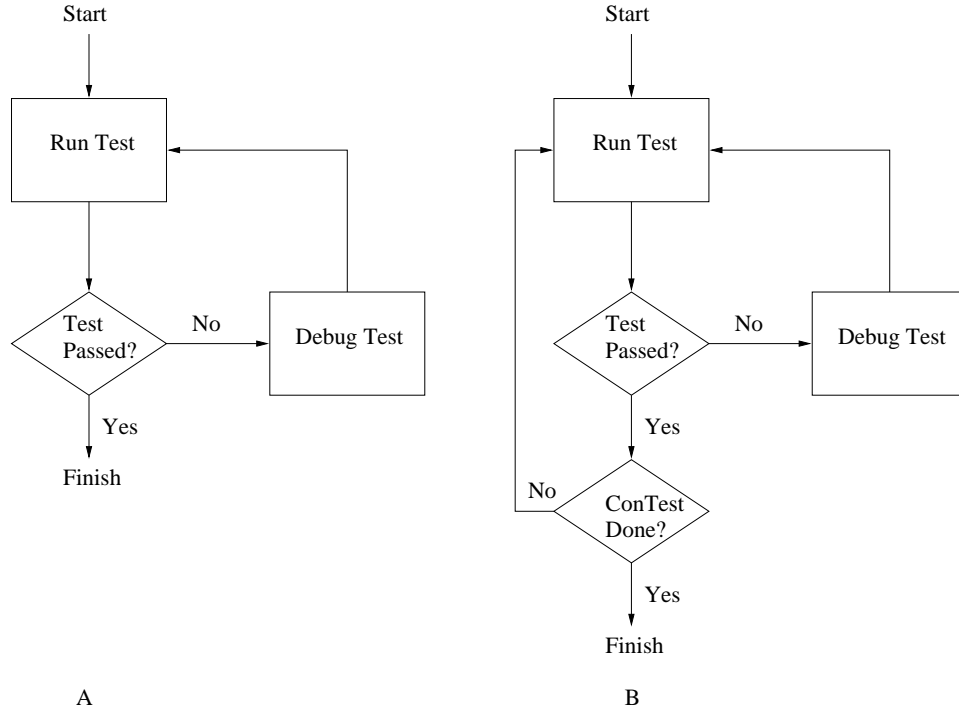 Start
Run Test
Test
Passed?
No
Debug Test
Yes
Finish
A
Start
Run Test
Test
Passed?
No
Debug Test
Yes
No
ConTest
Done?
Yes
Finish
B